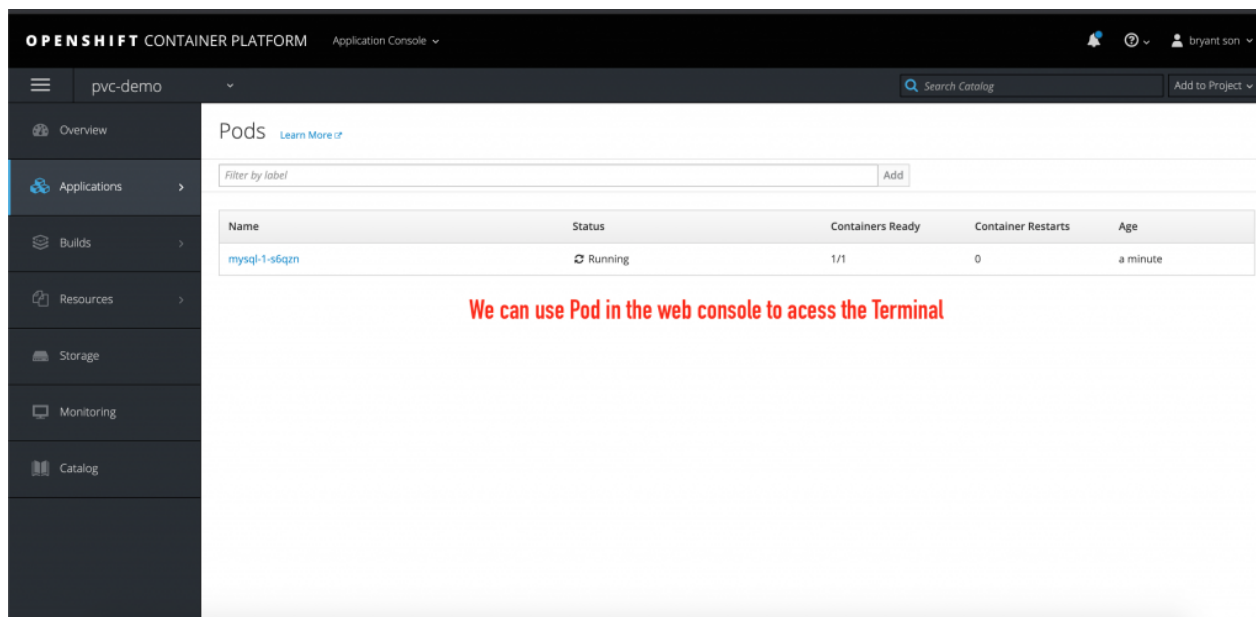 OPENSHIFT CONTAINER PLATFORM Application Console bryant son
pvc-demo Search Catalog Add to Project
Overview
Pods Learn More
Filter by label Add
Applications
Name Status Containers Ready Container Restarts Age
Builds
mysql-1-s6qzn Running 1/1 0 a minute
Resources
We can use Pod in the web console to acess the Terminal
Storage
Monitoring
Catalog